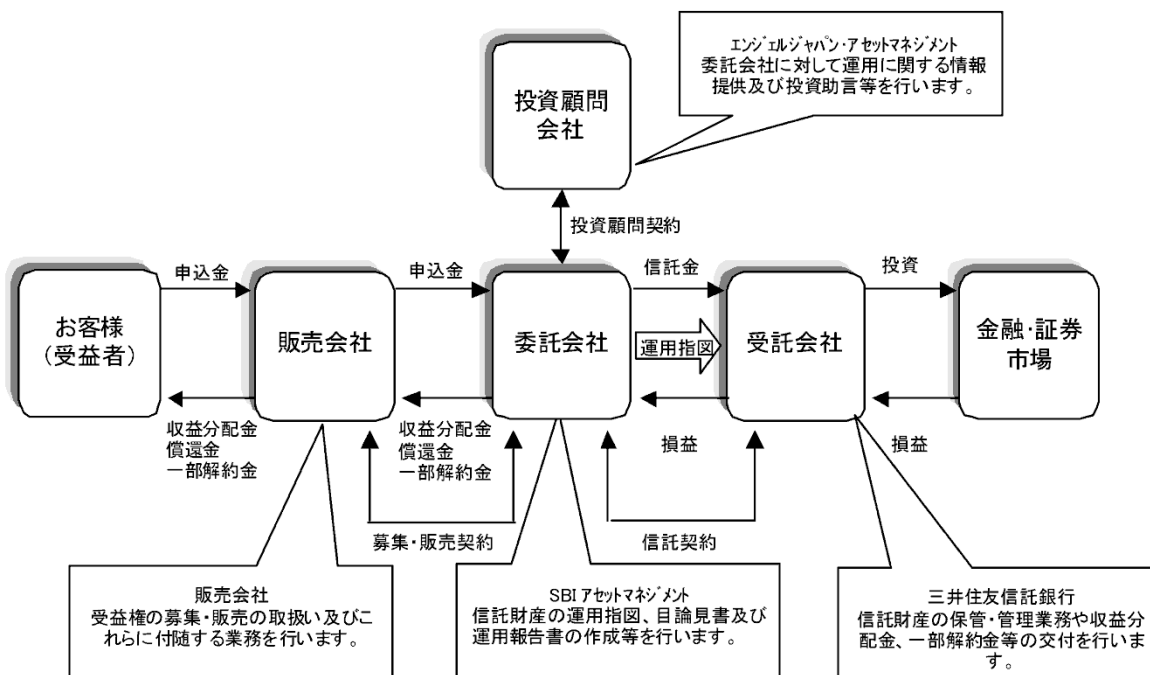 エンジェルジャパン・アセットマネジメント
委託会社に対して運用に関する情報
提供及び投資助言等を行います。
投資顧問
会社
投資顧問契約
申込金
申込金
信託金
投資
お客様
（受益者）
販売会社
委託会社
運用指図
受託会社
金融・証券
市場
収益分配金
償還金
一部解約金
収益分配金
償還金
一部解約金
損益
損益
募集・販売契約
信託契約
販売会社
受益権の募集・販売の取扱い及びこ
れらに付随する業務を行います。
SBI アセットマネジメント
信託財産の運用指図、目論見書及び
運用報告書の作成等を行います。
三井住友信託銀行
信託財産の保管・管理業務や収益分
配金、一部解約金等の交付を行いま
す。